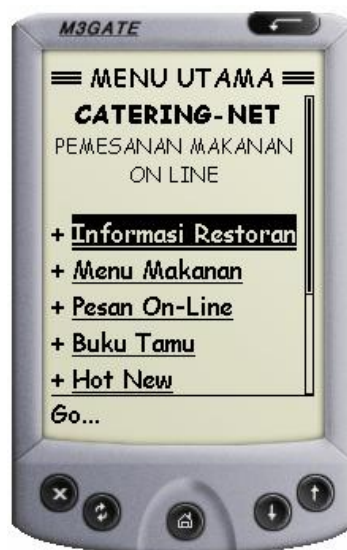 M3GATE
MENU UTAMA
CATERING-NET
PEMESANAN MAKANAN
ON LINE
+ Informasi Restoran
+ Menu Makanan
+ Pesan On-Line
+ Buku Tamu
+ Hot New
Go...